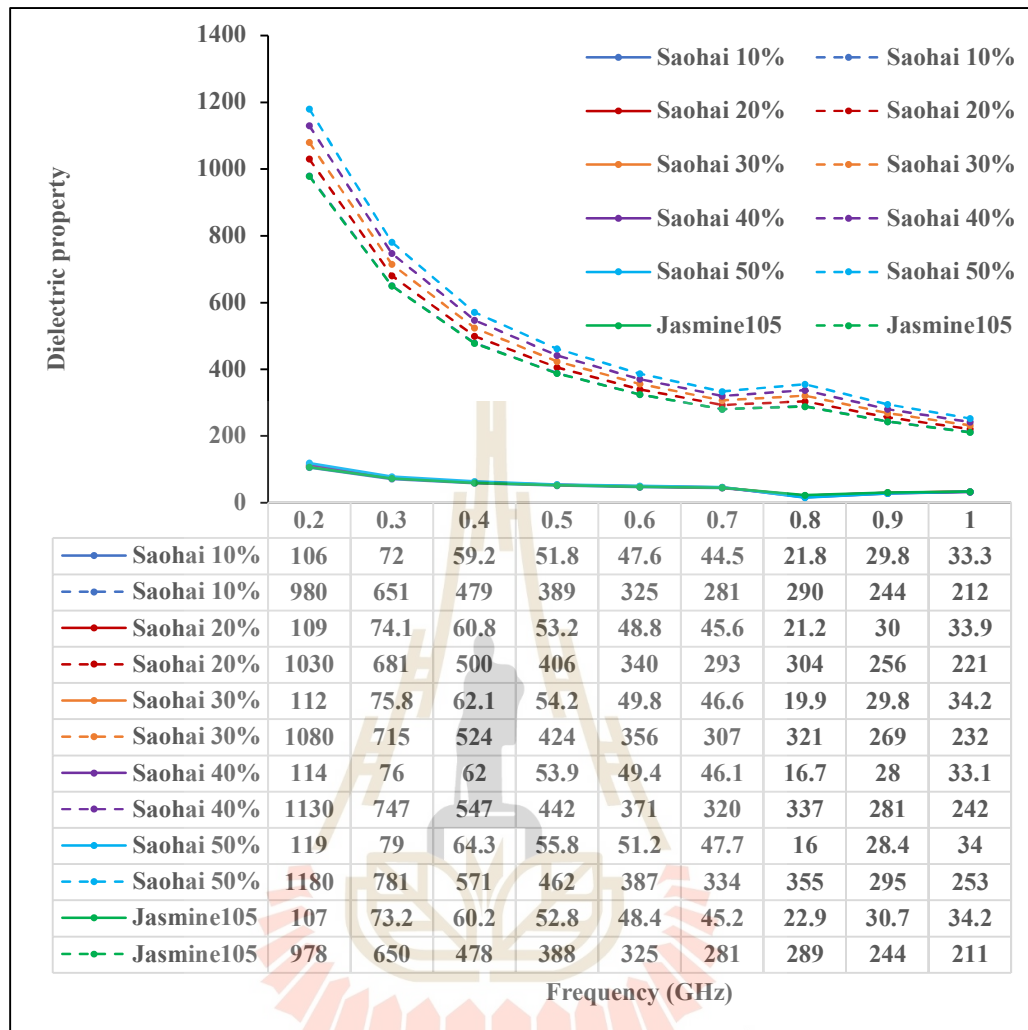 1400
1200
1000
800
600
400
200
0
Dielectric property
Saohai 10% Saohai 10%
Saohai 20% Saohai 20%
Saohai 30% Saohai 30%
Saohai 40% Saohai 40%
Saohai 50% Saohai 50%
Jasmine105 Jasmine105
0.2 0.3 0.4 0.5 0.6 0.7 0.8 0.9 1
Saohai 10% 106 72 59.2 51.8 47.6 44.5 21.8 29.8 33.3
Saohai 10% 980 651 479 389 325 281 290 244 212
Saohai 20% 109 74.1 60.8 53.2 48.8 45.6 21.2 30 33.9
Saohai 20% 1030 681 500 406 340 293 304 256 221
Saohai 30% 112 75.8 62.1 54.2 49.8 46.6 19.9 29.8 34.2
Saohai 30% 1080 715 524 424 356 307 321 269 232
Saohai 40% 114 76 62 53.9 49.4 46.1 16.7 28 33.1
Saohai 40% 1130 747 547 442 371 320 337 281 242
Saohai 50% 119 79 64.3 55.8 51.2 47.7 16 28.4 34
Saohai 50% 1180 781 571 462 387 334 355 295 253
Jasmine105 107 73.2 60.2 52.8 48.4 45.2 22.9 30.7 34.2
Jasmine105 978 650 478 388 325 281 289 244 211
Frequency (GHz)